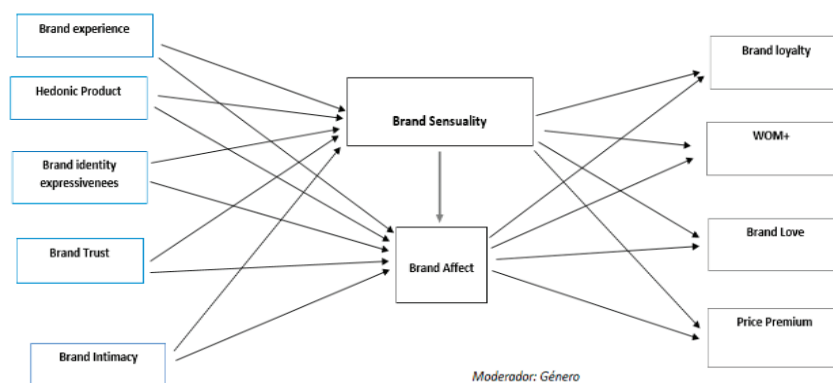 Brand experience
Hedonic Product
Brand identity
expressivenees
Brand Trust
Brand Intimacy
Brand Sensuality
Brand Affect
Brand loyalty
WOM+
Brand Love
Price Premium
Moderador: Género